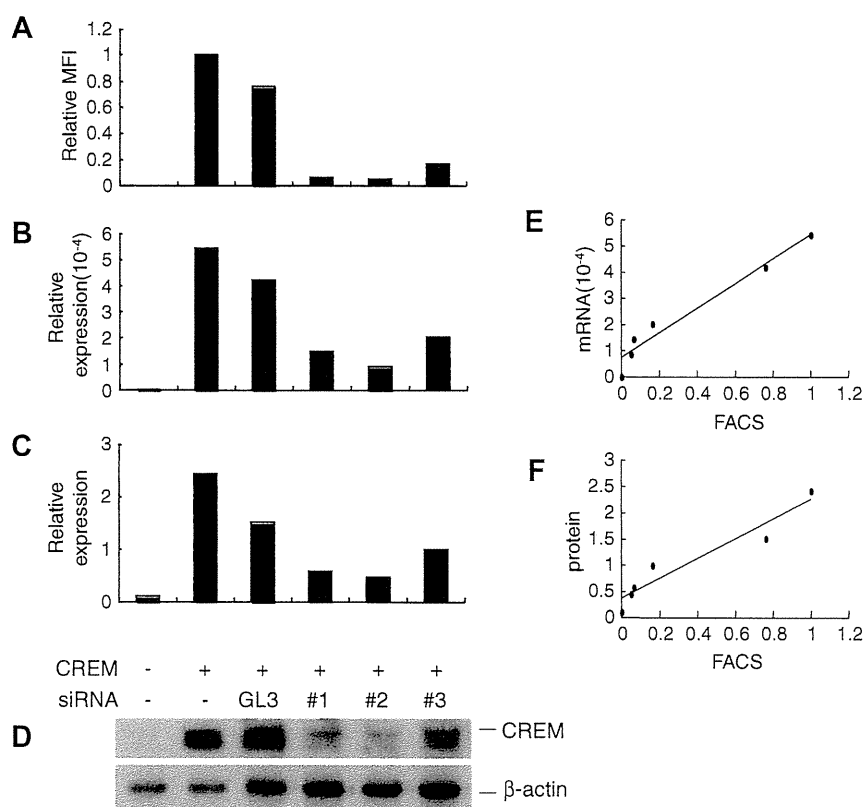 A
Relative MFI
1.2
1
0.8
0.6
0.4
0.2
0
B
Relative
expression(10⁻⁴)
6
5
4
3
2
1
0
C
Relative
expression
3
2
1
0
CREM - + + + + +
siRNA - - GL3 #1 #2 #3
D
CREM
β-actin
E
mRNA(10⁻⁴)
6
5
4
3
2
1
0
0 0.2 0.4 0.6 0.8 1 1.2
FACS
F
protein
3
2.5
2
1.5
1
0.5
0
0 0.2 0.4 0.6 0.8 1 1.2
FACS